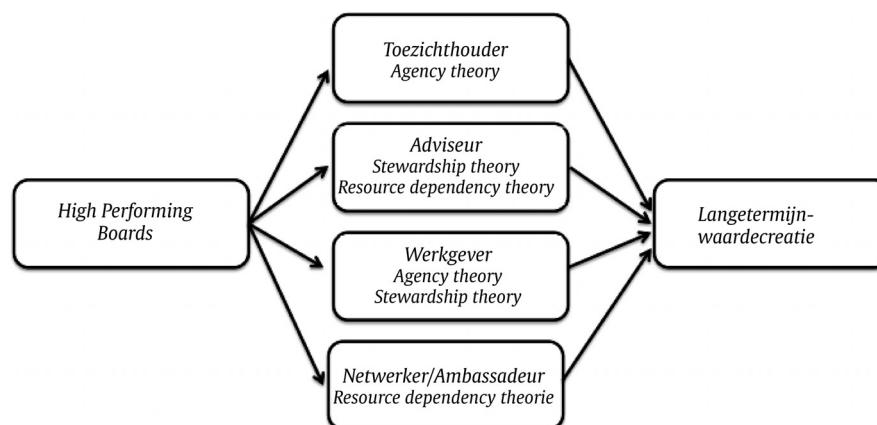 Toezichthouder
Agency theory
Adviseur
Stewardship theory
Resource dependency theory
High Performing
Boards
Langetermijn-
waardecreatie
Werkgever
Agency theory
Stewardship theory
Netwerker/Ambassadeur
Resource dependency theorie